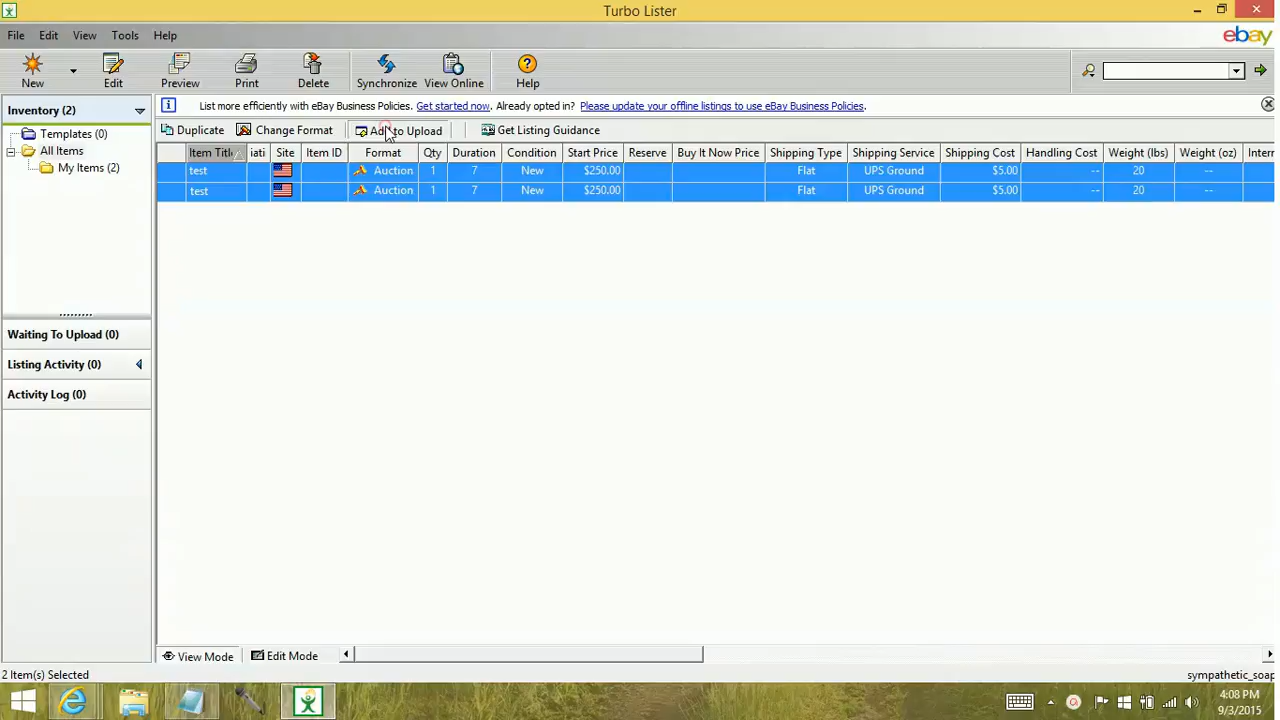 Turbo Lister
File Edit View Tools Help
ebay
New Edit Preview Print Delete Synchronize View Online Help
Inventory (2)
List more efficiently with eBay Business Policies. Get started now. Already opted in? Please update your offline listings to use eBay Business Policies.
Templates (0)
All Items
My Items (2)
Duplicate Change Format Add to Upload Get Listing Guidance
Item Title iati Site Item ID Format Qty Duration Condition Start Price Reserve Buy It Now Price Shipping Type Shipping Service Shipping Cost Handling Cost Weight (lbs) Weight (oz) Intern
test Auction 1 7 New $250.00 Flat UPS Ground $5.00 -- 20 --
test Auction 1 7 New $250.00 Flat UPS Ground $5.00 -- 20 --
Waiting To Upload (0)
Listing Activity (0)
Activity Log (0)
View Mode Edit Mode
2 Item(s) Selected
sympathetic_soap
4:08 PM
9/3/2015